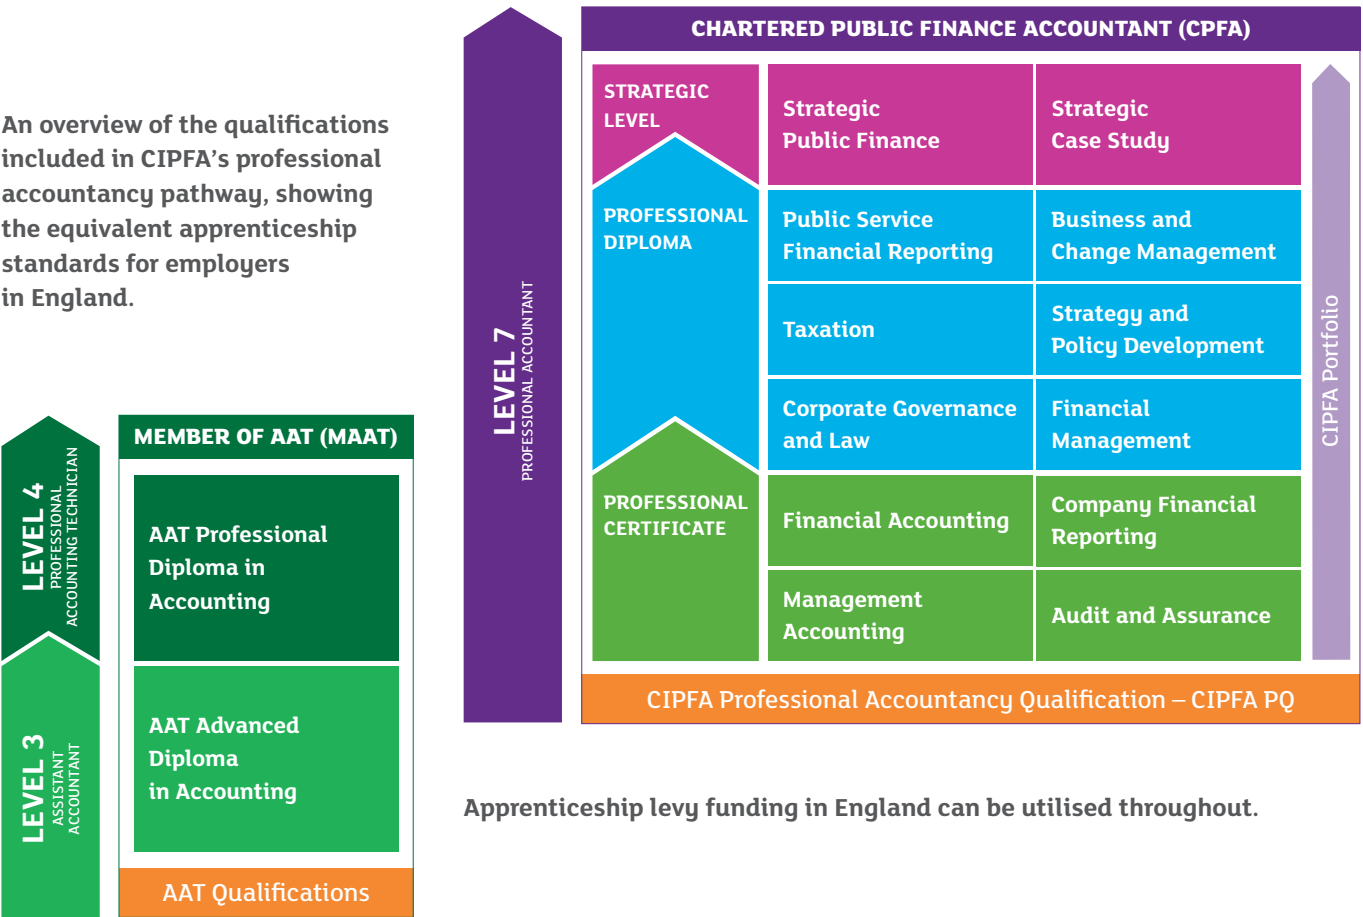 An overview of the qualifications
included in CIPFA’s professional
accountancy pathway, showing
the equivalent apprenticeship
standards for employers
in England.
LEVEL 4
PROFESSIONAL
ACCOUNTING TECHNICIAN
LEVEL 3
ASSISTANT
ACCOUNTANT
MEMBER OF AAT (MAAT)
AAT Professional
Diploma in
Accounting
AAT Advanced
Diploma
in Accounting
AAT Qualifications
LEVEL 7
PROFESSIONAL ACCOUNTANT
CHARTERED PUBLIC FINANCE ACCOUNTANT (CPFA)
STRATEGIC
LEVEL
Strategic
Public Finance
Strategic
Case Study
PROFESSIONAL
DIPLOMA
Public Service
Financial Reporting
Business and
Change Management
Taxation
Strategy and
Policy Development
Corporate Governance
and Law
Financial
Management
PROFESSIONAL
CERTIFICATE
Financial Accounting
Company Financial
Reporting
Management
Accounting
Audit and Assurance
CIPFA Portfolio
CIPFA Professional Accountancy Qualification – CIPFA PQ
Apprenticeship levy funding in England can be utilised throughout.